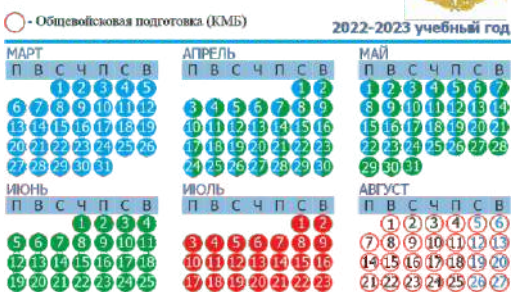 - Общевойсковая подготовка (КМБ)
2022-2023 учебный год
МАРТ АПРЕЛЬ МАЙ
П В С Ч П С В П В С Ч П С В П В С Ч П С В
1 2 3 4 5 1 2 1 2 3 4 5 6 7
6 7 8 9 10 11 12 3 4 5 6 7 8 9 8 9 10 11 12 13 14
13 14 15 16 17 18 19 10 11 12 13 14 15 16 15 16 17 18 19 20 21
20 21 22 23 24 25 26 17 18 19 20 21 22 23 22 23 24 25 26 27 28
27 28 29 30 31 24 25 26 27 28 29 30 29 30 31
ИЮНЬ ИЮЛЬ АВГУСТ
П В С Ч П С В П В С Ч П С В П В С Ч П С В
1 2 3 4 1 2 1 2 3 4 5 6
5 6 7 8 9 10 11 3 4 5 6 7 8 9 7 8 9 10 11 12 13
12 13 14 15 16 17 18 10 11 12 13 14 15 16 14 15 16 17 18 19 20
19 20 21 22 23 24 25 17 18 19 20 21 22 23 21 22 23 24 25 26 27